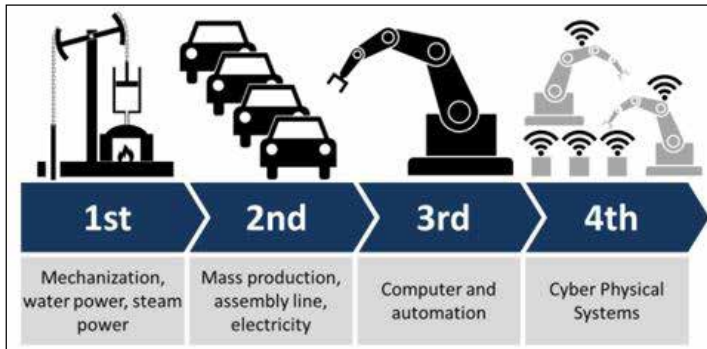 1st
2nd
3rd
4th
Mechanization,
water power, steam
power
Mass production,
assembly line,
electricity
Computer and
automation
Cyber Physical
Systems